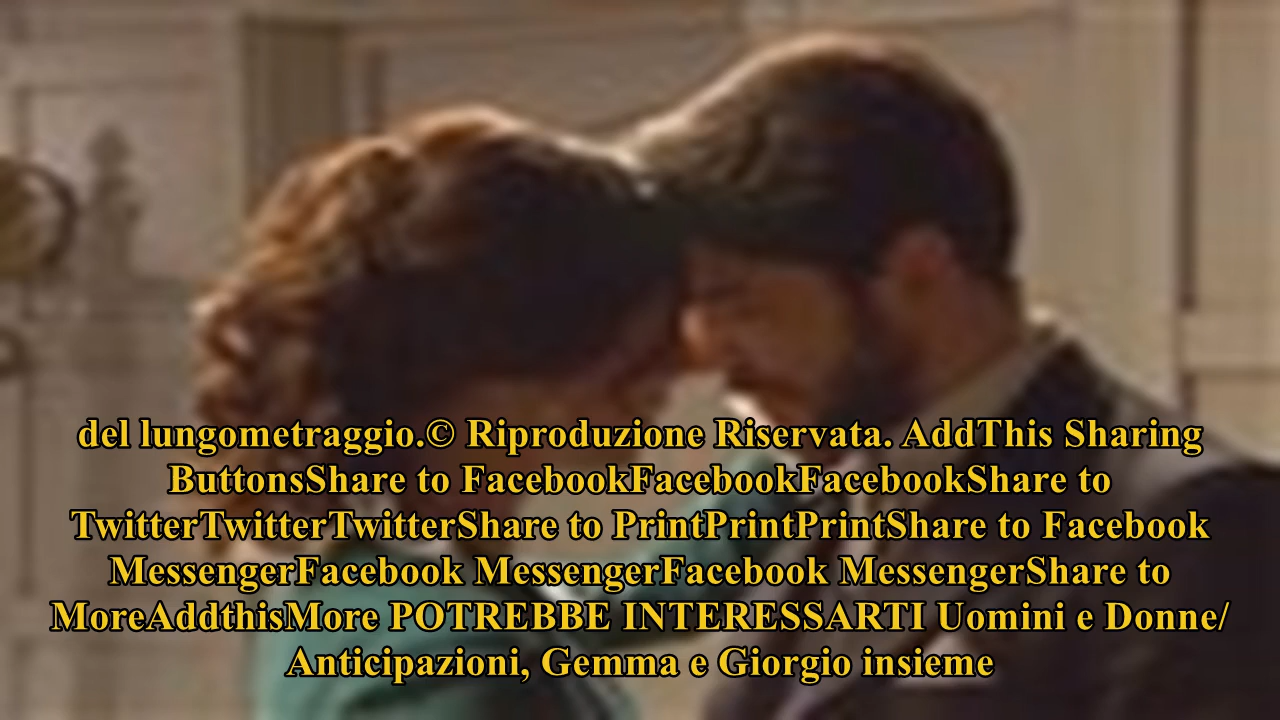 del lungometraggio.© Riproduzione Riservata. AddThis Sharing
ButtonsShare to FacebookFacebookFacebookShare to
TwitterTwitterTwitterShare to PrintPrintPrintShare to Facebook
MessengerFacebook MessengerFacebook MessengerShare to
MoreAddthisMore POTREBBE INTERESSARTI Uomini e Donne/
Anticipazioni, Gemma e Giorgio insieme